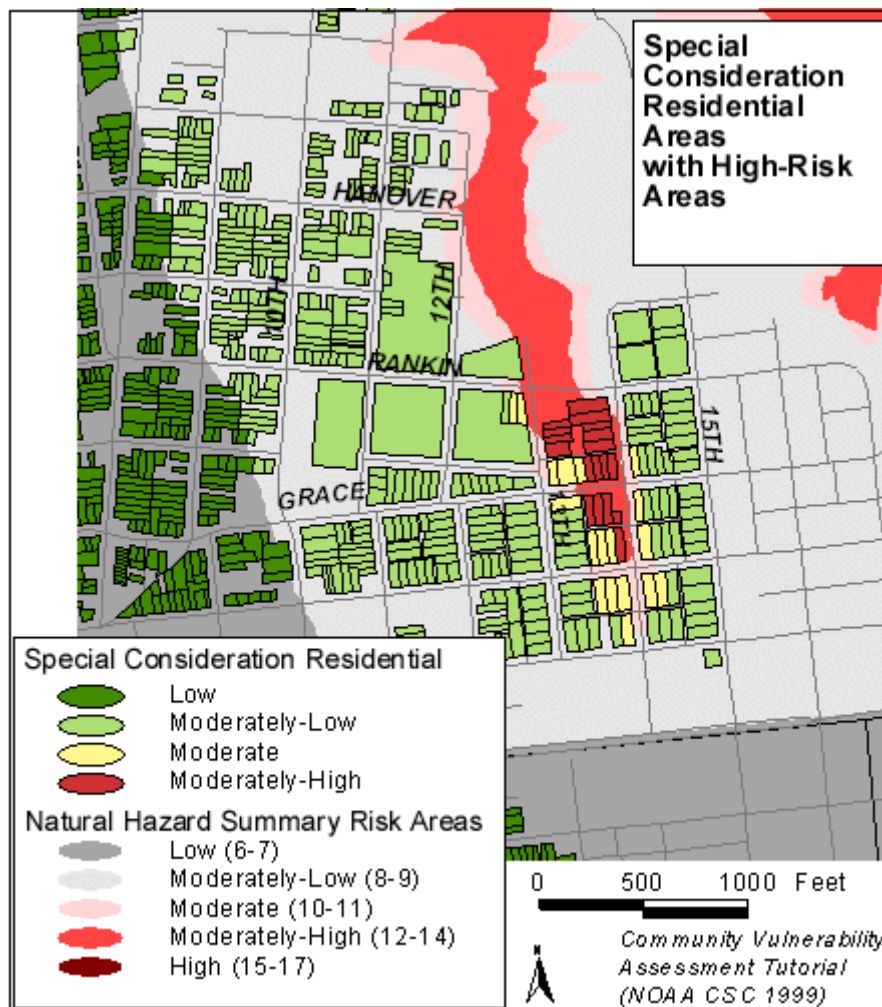 Special
Consideration
Residential
Areas
with High-Risk
Areas
HANOVER
10TH
12TH
RANKIN
15TH
GRACE
13TH
Special Consideration Residential
Low
Moderately-Low
Moderate
Moderately-High
Natural Hazard Summary Risk Areas
Low (6-7)
Moderately-Low (8-9)
Moderate (10-11)
Moderately-High (12-14)
High (15-17)
0 500 1000 Feet
N
Community Vulnerability
Assessment Tutorial
(NOAA CSC 1999)